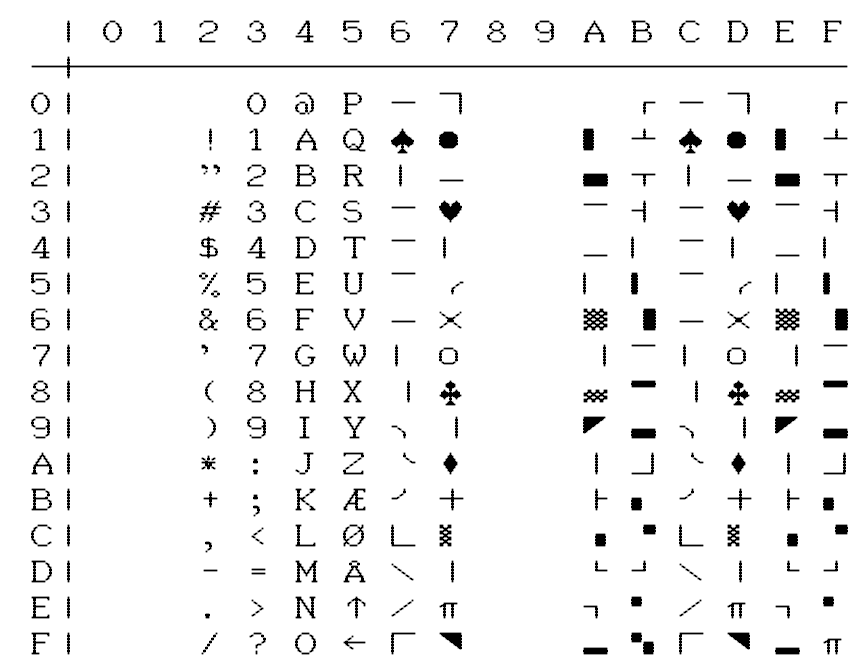 0 1 2 3 4 5 6 7 8 9 A B C D E F
0 0 @ P ─ ┐ ┌ ─ ┐ ┌
1 ! 1 A Q ♠ ● ▌ ┴ ♠ ● ▌ ┴
2 " 2 B R │ _ ▄ ┬ │ _ ▄ ┬
3 # 3 C S ─ ♥ ▔ ┤ ─ ♥ ▔ ┤
4 $ 4 D T ─ │ _ │ ─ │ _ │
5 % 5 E U ─ ╭ │ ▌ ─ ╭ │ ▌
6 & 6 F V ─ ╳ ▒ ▐ ─ ╳ ▒ ▐
7 ' 7 G W │ ○ │ ▔ │ ○ │ ▔
8 ( 8 H X │ ♣ ▒ ▀ │ ♣ ▒ ▀
9 ) 9 I Y ╮ │ ◤ ▄ ╮ │ ◤ ▄
A * : J Z ╰ ♦ │ ┘ ╰ ♦ │ ┘
B + ; K Æ ╯ ┼ ├ ▖ ╯ ┼ ├ ▖
C , < L Ø └ ▒ ▗ ▝ └ ▒ ▗ ▝
D - = M Å ╲ │ └ ┘ ╲ │ └ ┘
E . > N ↑ ╱ π ┐ ▘ ╱ π ┐ ▘
F / ? O ← ┌ ◥ ▂ ▚ ┌ ◥ ▂ π